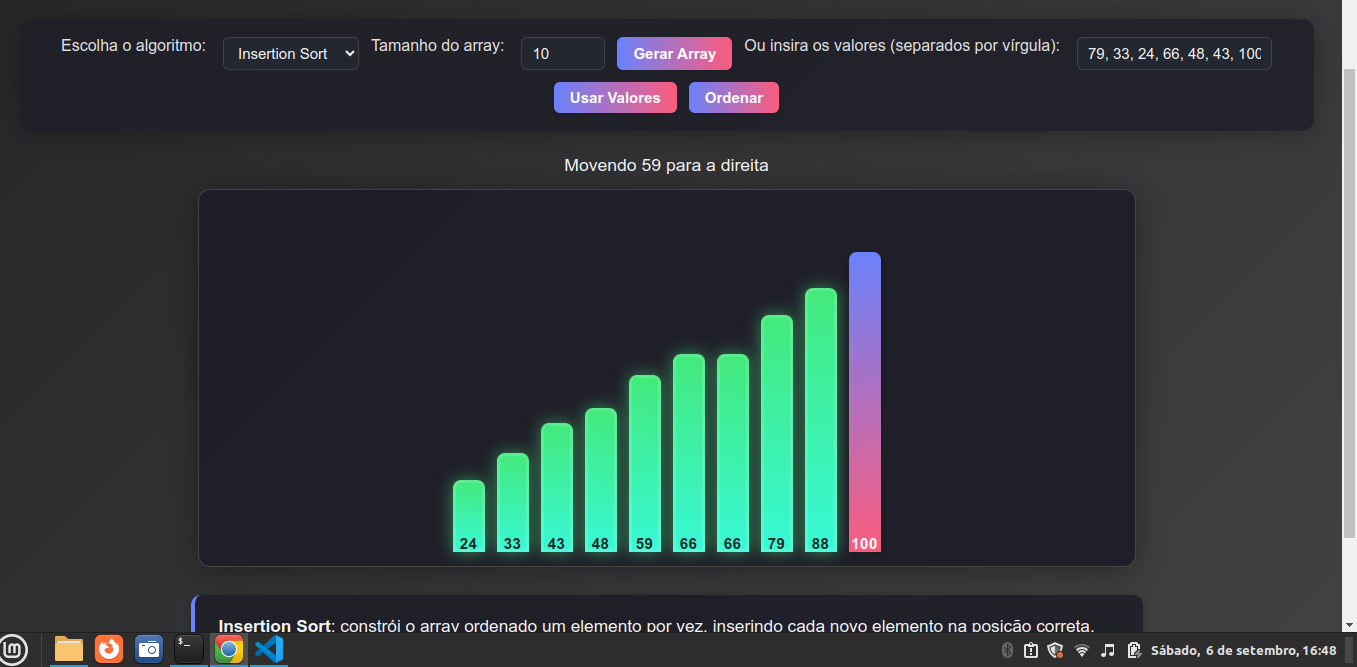 Escolha o algoritmo: Insertion Sort Tamanho do array: 10 Gerar Array Ou insira os valores (separados por vírgula): 79, 33, 24, 66, 48, 43, 100
Usar Valores Ordenar
Movendo 59 para a direita
24 33 43 48 59 66 66 79 88 100
Insertion Sort: constrói o array ordenado um elemento por vez, inserindo cada novo elemento na posição correta.
Sábado, 6 de setembro, 16:48